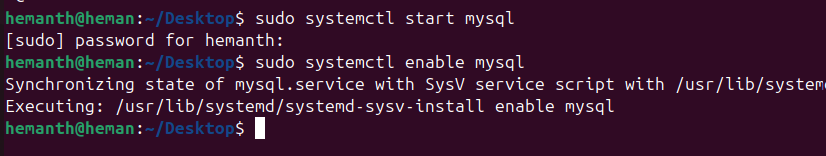 hemanth@heman:~/Desktop$ sudo systemctl start mysql
[sudo] password for hemanth:
hemanth@heman:~/Desktop$ sudo systemctl enable mysql
Synchronizing state of mysql.service with SysV service script with /usr/lib/system
Executing: /usr/lib/systemd/systemd-sysv-install enable mysql
hemanth@heman:~/Desktop$